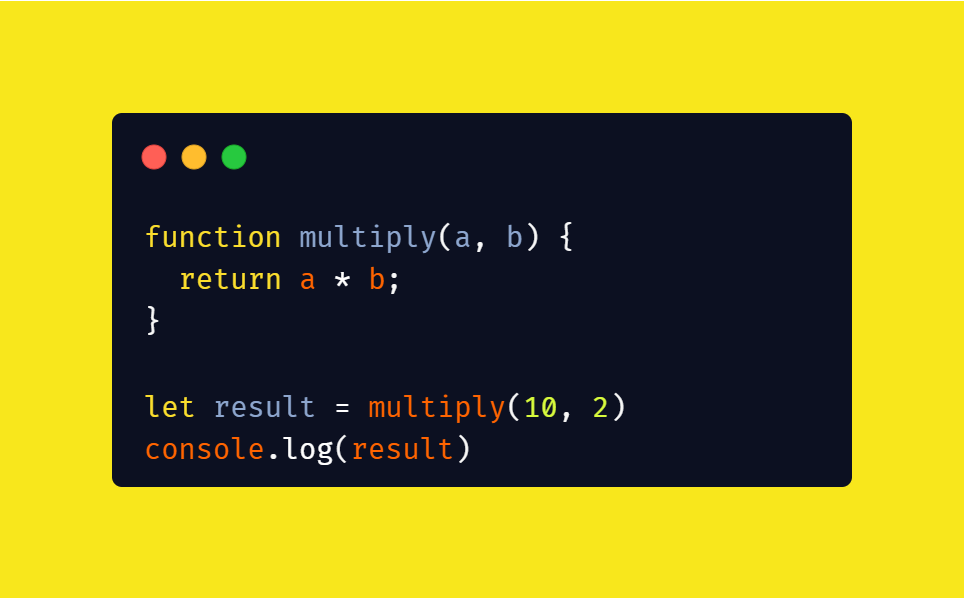 function multiply(a, b) {
  return a * b;
}

let result = multiply(10, 2)
console.log(result)